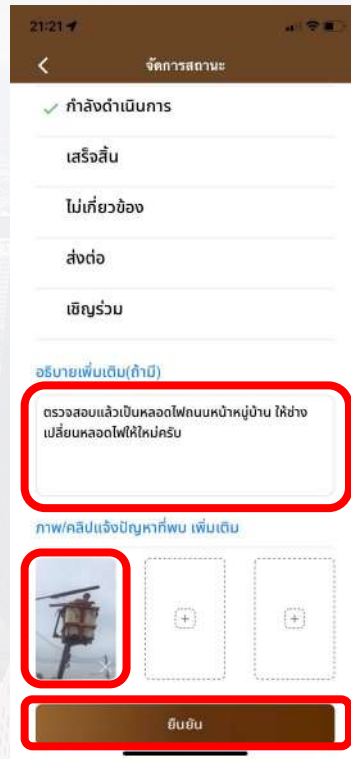 21:21
จัดการสถานะ
กำลังดำเนินการ
เสร็จสิ้น
ไม่เกี่ยวข้อง
ส่งต่อ
เชิญร่วม
อธิบายเพิ่มเติม(ถ้ามี)
ตรวจสอบแล้วเป็นหลอดไฟถนนหน้าหมู่บ้าน ให้ช่าง
เปลี่ยนหลอดไฟให้ใหม่ครับ
ภาพ/คลิปแจ้งปัญหาที่พบ เพิ่มเติม
ยืนยัน